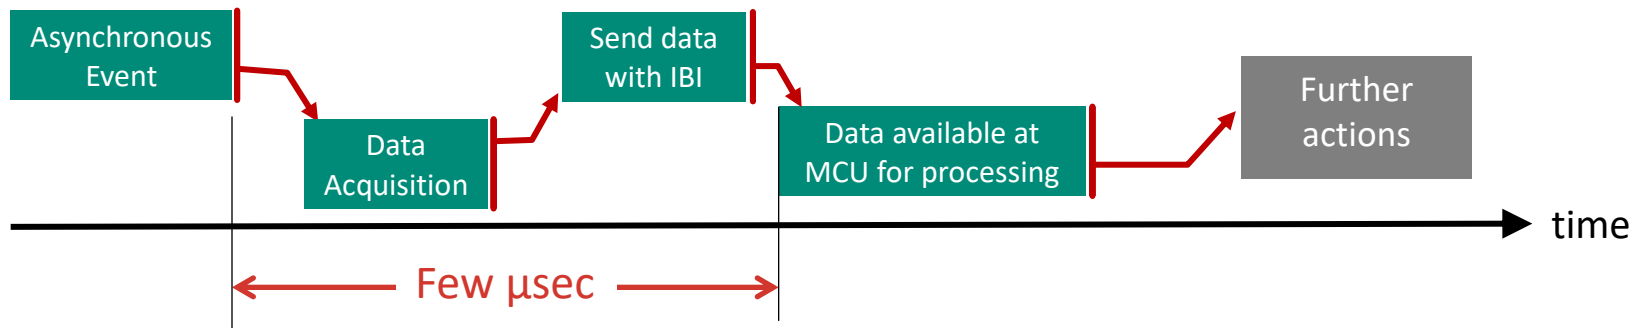 Asynchronous
Event
Data
Acquisition
Send data
with IBI
Data available at
MCU for processing
Further
actions
time
Few μsec